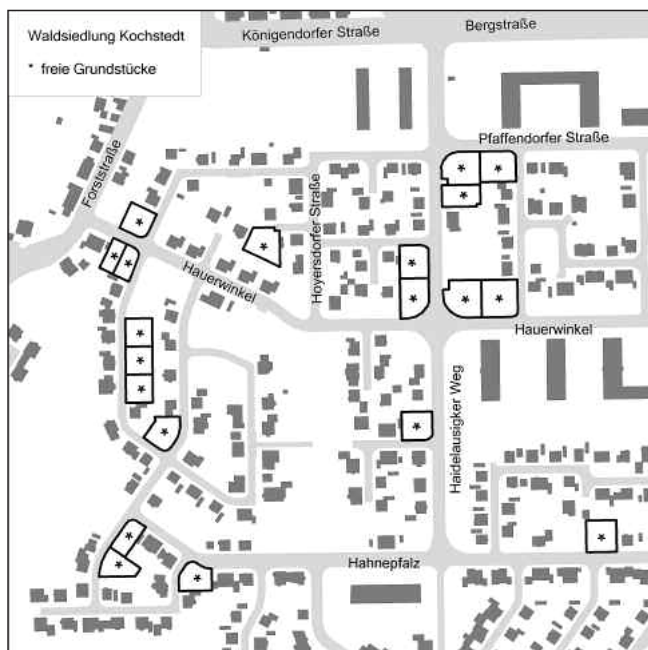 Waldsiedlung Kochstedt
* freie Grundstücke
Königendorfer Straße
Bergstraße
Pfaffendorfer Straße
Forststraße
Hoyersdorfer Straße
Hauerwinkel
Hauerwinkel
Haidelausigker Weg
Hahnepfalz